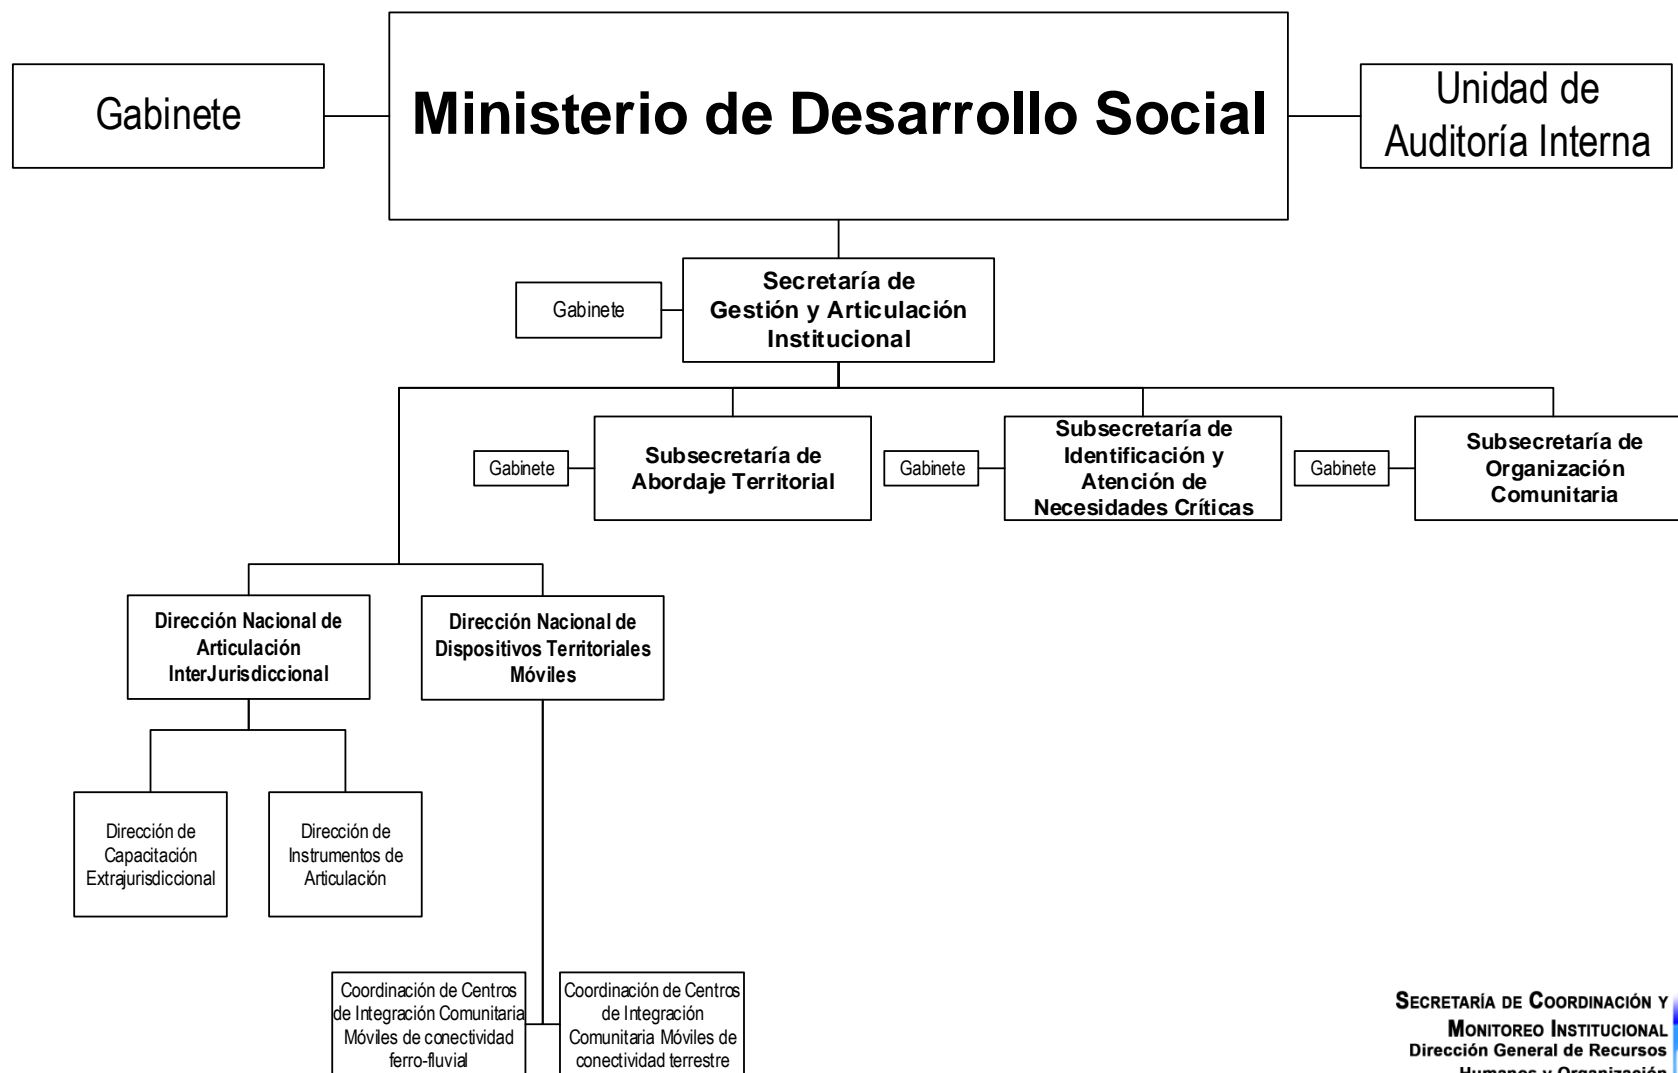 Gabinete
Ministerio de Desarrollo Social
Unidad de
Auditoría Interna
Gabinete
Secretaría de
Gestión y Articulación
Institucional
Gabinete
Subsecretaría de
Abordaje Territorial
Gabinete
Subsecretaría de
Identificación y
Atención de
Necesidades Críticas
Gabinete
Subsecretaría de
Organización
Comunitaria
Dirección Nacional de
Articulación
InterJurisdiccional
Dirección Nacional de
Dispositivos Territoriales
Móviles
Dirección de
Capacitación
Extrajurisdiccional
Dirección de
Instrumentos de
Articulación
Coordinación de Centros
de Integración Comunitaria
Móviles de conectividad
ferro-fluvial
Coordinación de Centros
de Integración
Comunitaria Móviles de
conectividad terrestre
SECRETARÍA DE COORDINACIÓN Y
MONITOREO INSTITUCIONAL
Dirección General de Recursos
Humanos y Organización